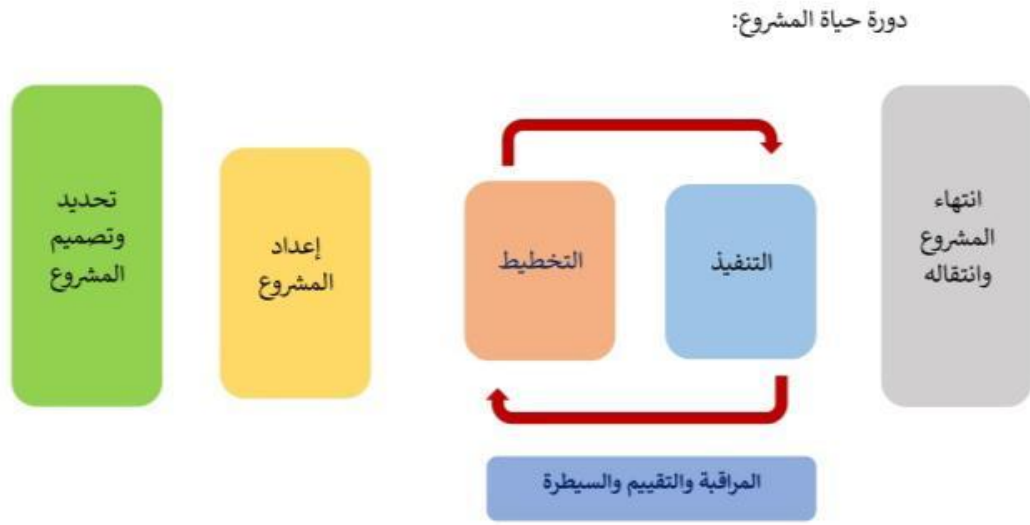 دورة حياة المشروع:
تحديد
وتصميم
المشروع
إعداد
المشروع
التخطيط
التنفيذ
انتهاء
المشروع
وانتقاله
المراقبة والتقييم والسيطرة